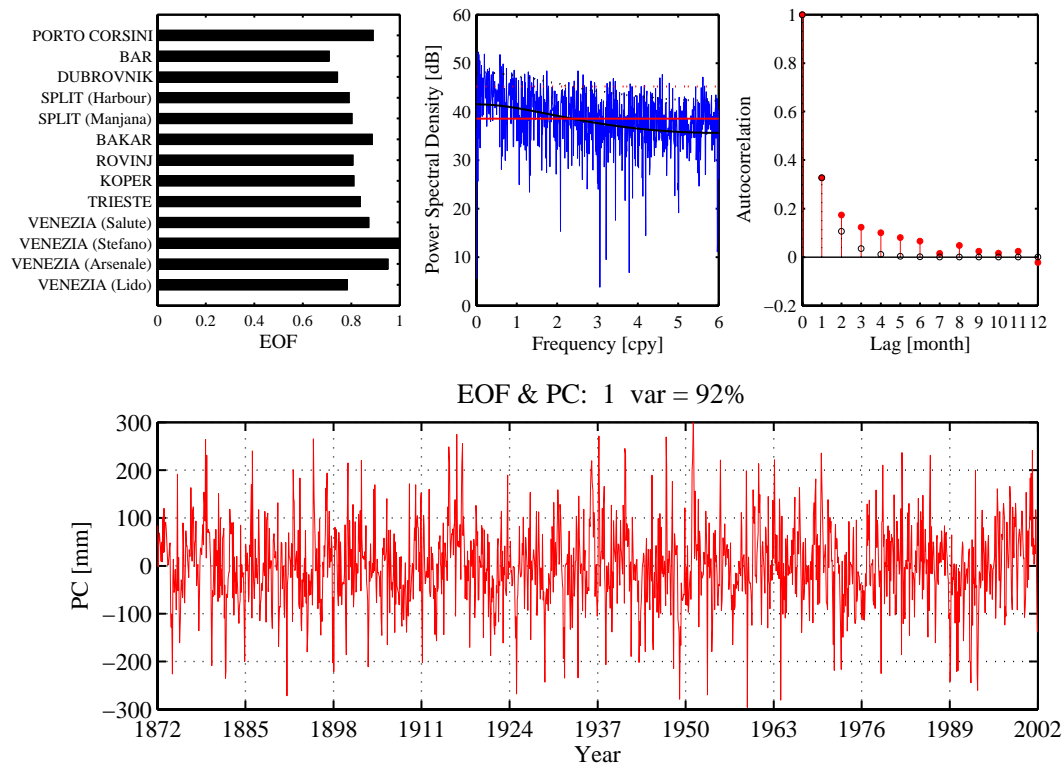 PORTO CORSINI
BAR
DUBROVNIK
SPLIT (Harbour)
SPLIT (Manjana)
BAKAR
ROVINJ
KOPER
TRIESTE
VENEZIA (Salute)
VENEZIA (Stefano)
VENEZIA (Arsenale)
VENEZIA (Lido)
0 0.2 0.4 0.6 0.8 1
EOF
Power Spectral Density [dB]
60
50
40
30
20
10
0
0 1 2 3 4 5 6
Frequency [cpy]
Autocorrelation
1
0.8
0.6
0.4
0.2
0
−0.2
0 1 2 3 4 5 6 7 8 9 10 11 12
Lag [month]
EOF & PC: 1 var = 92%
PC [mm]
300
200
100
0
−100
−200
−300
1872 1885 1898 1911 1924 1937 1950 1963 1976 1989 2002
Year